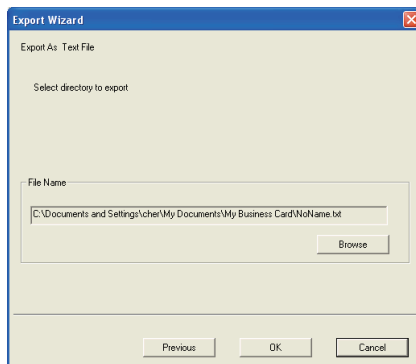 Export Wizard
Export As  Text File
Select directory to export
File Name
C:\Documents and Settings\cher\My Documents\My Business Card\NoName.txt
Browse
Previous
OK
Cancel